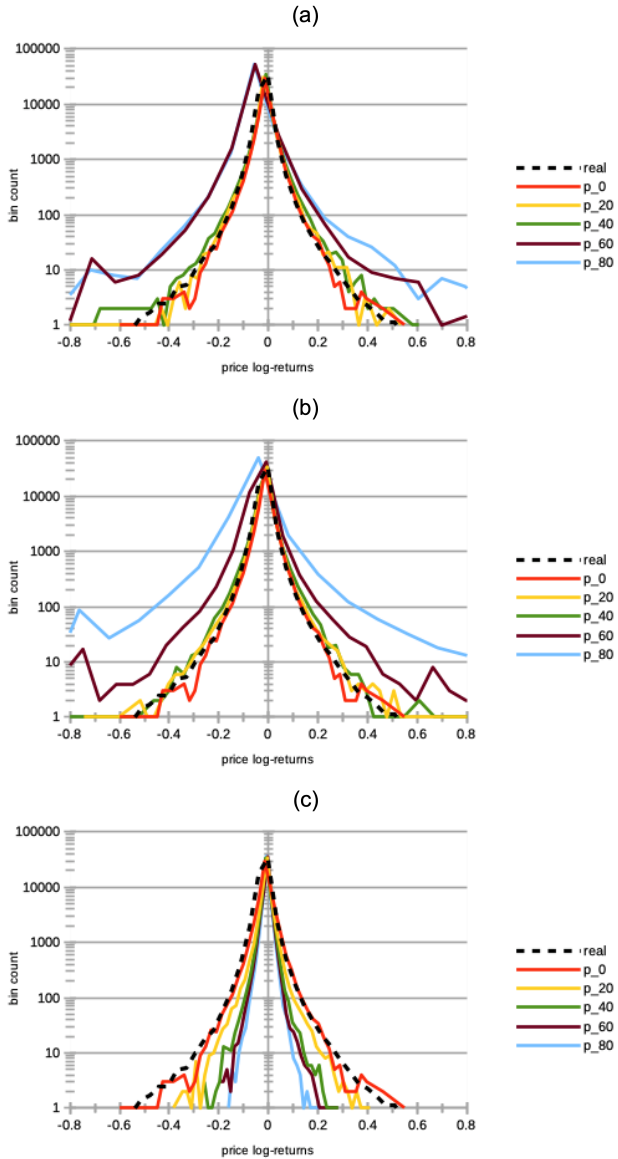 (a)
100000
10000
1000
100
10
1
bin count
-0.8 -0.6 -0.4 -0.2 0 0.2 0.4 0.6 0.8
price log-returns
real
p_0
p_20
p_40
p_60
p_80
(b)
100000
10000
1000
100
10
1
bin count
-0.8 -0.6 -0.4 -0.2 0 0.2 0.4 0.6 0.8
price log-returns
real
p_0
p_20
p_40
p_60
p_80
(c)
100000
10000
1000
100
10
1
bin count
-0.8 -0.6 -0.4 -0.2 0 0.2 0.4 0.6 0.8
price log-returns
real
p_0
p_20
p_40
p_60
p_80